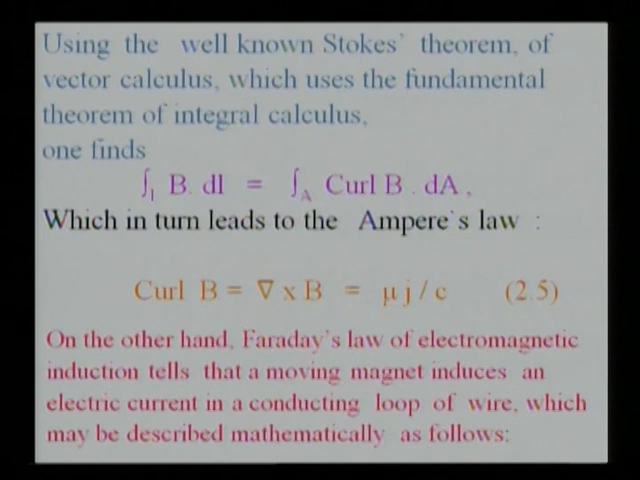 Using the well known Stokes' theorem, of
vector calculus, which uses the fundamental
theorem of integral calculus,
one finds
∫l B. dl = ∫A Curl B . dA ,
Which in turn leads to the Ampere`s law :
Curl B = ∇ x B = μ j / c (2.5)
On the other hand, Faraday's law of electromagnetic
induction tells that a moving magnet induces an
electric current in a conducting loop of wire, which
may be described mathematically as follows: